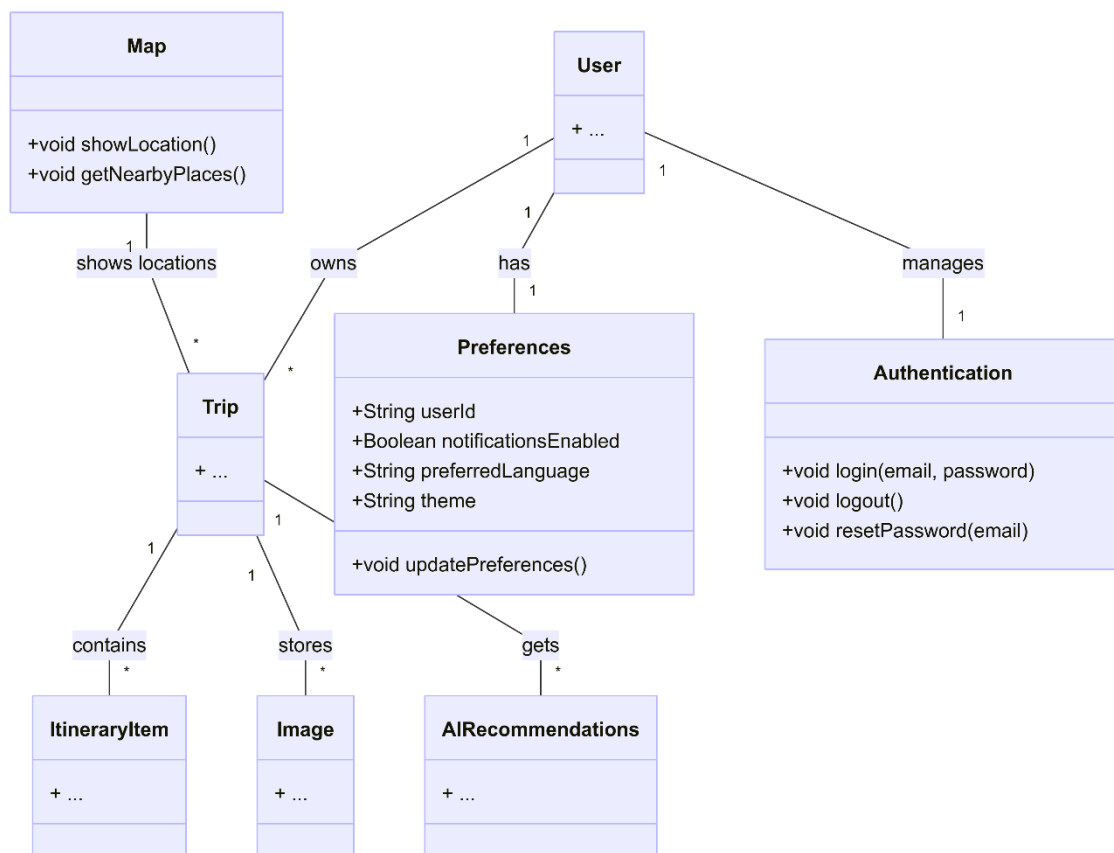 Map
+void showLocation()
+void getNearbyPlaces()
User
+ ...
1
1
1
1
shows locations
owns
has
manages
*
*
1
1
Trip
+ ...
Preferences
+String userId
+Boolean notificationsEnabled
+String preferredLanguage
+String theme
+void updatePreferences()
Authentication
+void login(email, password)
+void logout()
+void resetPassword(email)
1
1
1
contains
stores
gets
*
*
*
ItineraryItem
+ ...
Image
+ ...
AIRecommendations
+ ...